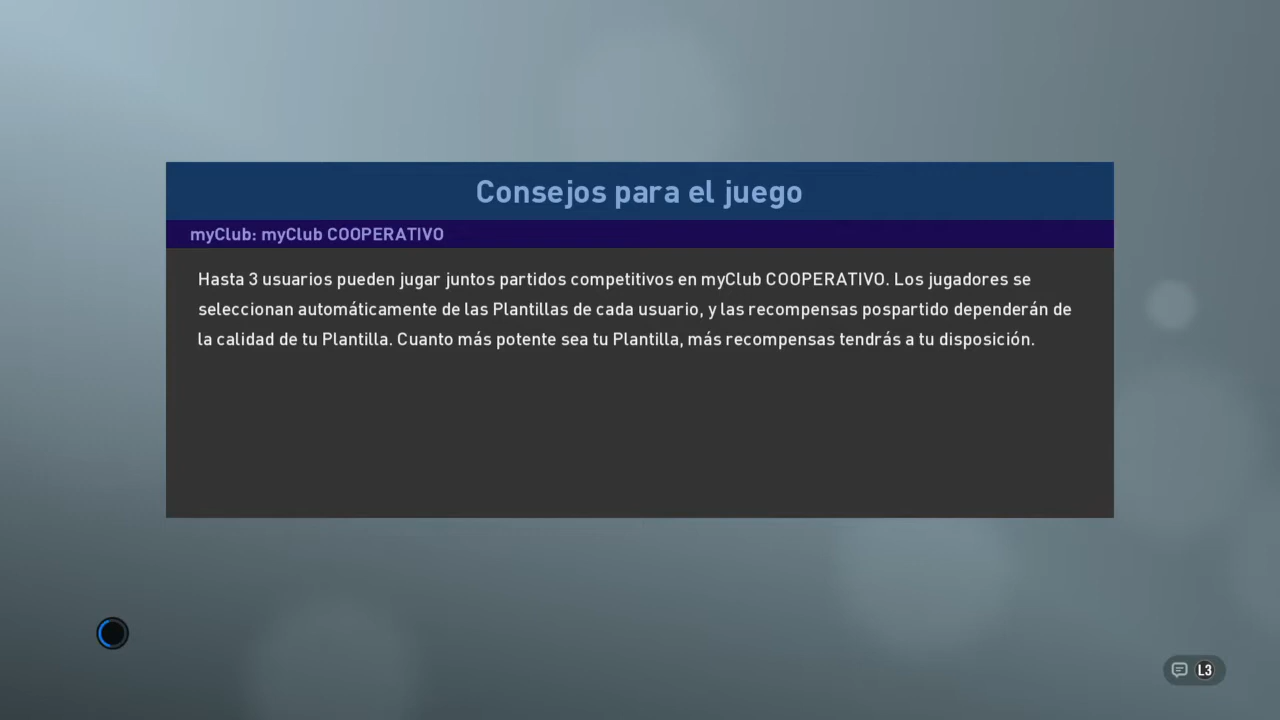 Consejos para el juego
myClub: myClub COOPERATIVO
Hasta 3 usuarios pueden jugar juntos partidos competitivos en myClub COOPERATIVO. Los jugadores se
seleccionan automáticamente de las Plantillas de cada usuario, y las recompensas pospartido dependerán de
la calidad de tu Plantilla. Cuanto más potente sea tu Plantilla, más recompensas tendrás a tu disposición.
L3